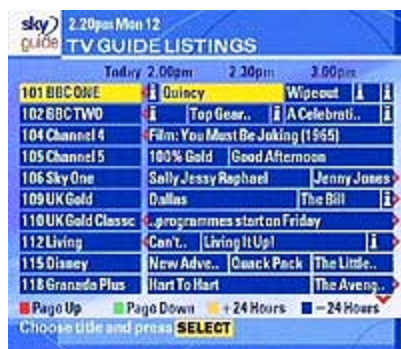 sky guide
2.20pm Mon 12
TV GUIDE LISTINGS
Today 2.00pm 2.30pm 3.00pm
101 BBC ONE i Quincy Wipeout i i
102 BBC TWO i Top Gear.. i A Celebrati.. i
104 Channel 4 Film: You Must Be Joking (1965)
105 Channel 5 100% Gold Good Afternoon
106 Sky One Sally Jessy Raphael Jenny Jones
109 UK Gold Dallas The Bill i
110 UK Gold Classc ..programmes start on Friday
112 Living Can't.. Living It Up! i
115 Disney New Adve.. Quack Pack The Little..
118 Granada Plus Hart To Hart The Aveng..
Page Up Page Down +24 Hours -24 Hours
Choose title and press SELECT